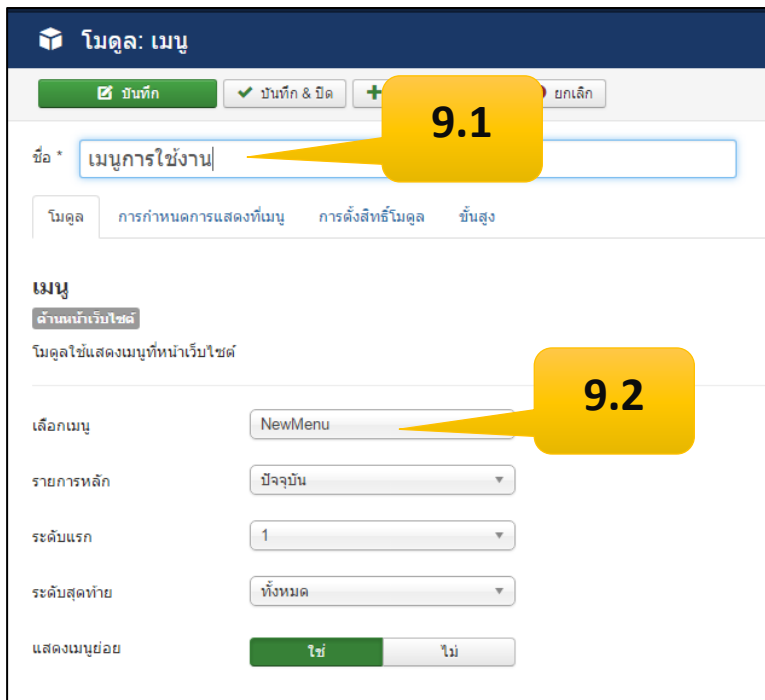 โมดูล: เมนู
บันทึก
บันทึก & ปิด
ยกเลิก
9.1
ชื่อ *
เมนูการใช้งาน
โมดูล
การกำหนดการแสดงที่เมนู
การตั้งสิทธิ์โมดูล
ขั้นสูง
เมนู
ด้านหน้าเว็บไซต์
โมดูลใช้แสดงเมนูที่หน้าเว็บไซต์
9.2
เลือกเมนู
NewMenu
รายการหลัก
ปัจจุบัน
ระดับแรก
1
ระดับสุดท้าย
ทั้งหมด
แสดงเมนูย่อย
ใช่
ไม่